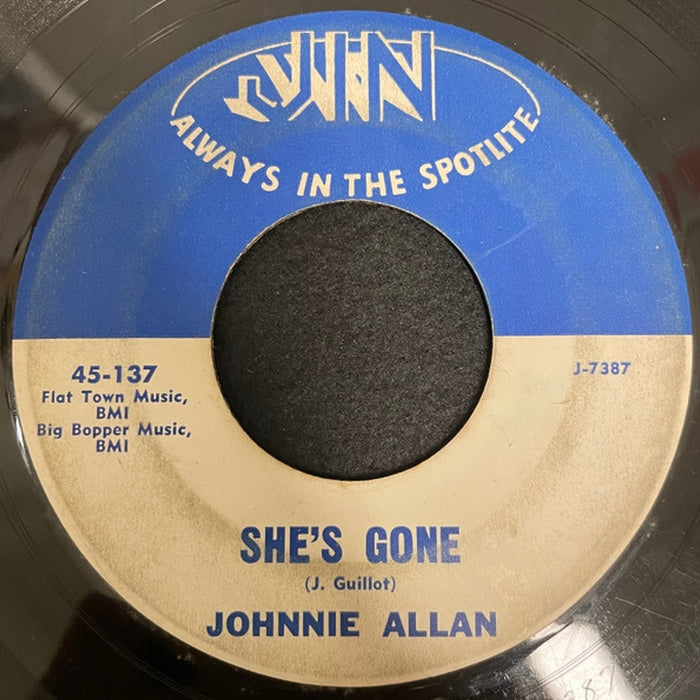 JIN
ALWAYS IN THE SPOTLITE
45-137
Flat Town Music,
BMI
Big Bopper Music,
BMI
J-7387
SHE'S GONE
(J. Guillot)
JOHNNIE ALLAN